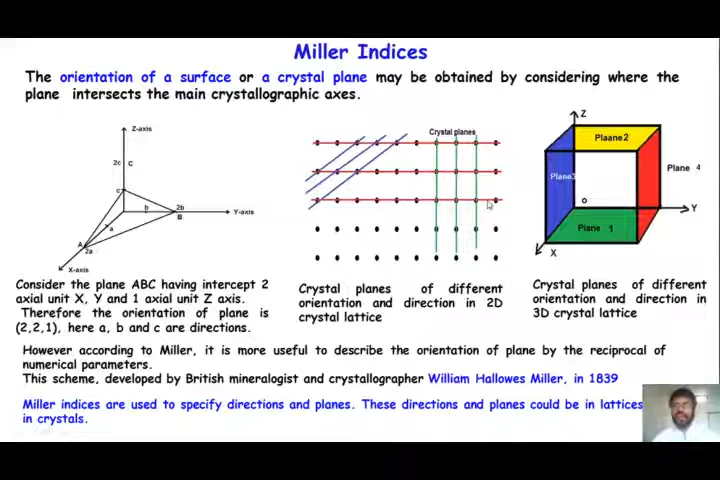 Miller Indices
The orientation of a surface or a crystal plane may be obtained by considering where the
plane intersects the main crystallographic axes.
Z-axis
2c C
c
b 2b
B
Y-axis
a
A
2a
X-axis
Crystal planes
Z
Plaane 2
Plane 4
Plane3
O
Y
Plane 1
X
Consider the plane ABC having intercept 2
axial unit X, Y and 1 axial unit Z axis.
Therefore the orientation of plane is
(2,2,1), here a, b and c are directions.
Crystal planes of different
orientation and direction in 2D
crystal lattice
Crystal planes of different
orientation and direction in
3D crystal lattice
However according to Miller, it is more useful to describe the orientation of plane by the reciprocal of
numerical parameters.
This scheme, developed by British mineralogist and crystallographer William Hallowes Miller, in 1839
Miller indices are used to specify directions and planes. These directions and planes could be in lattices
in crystals.